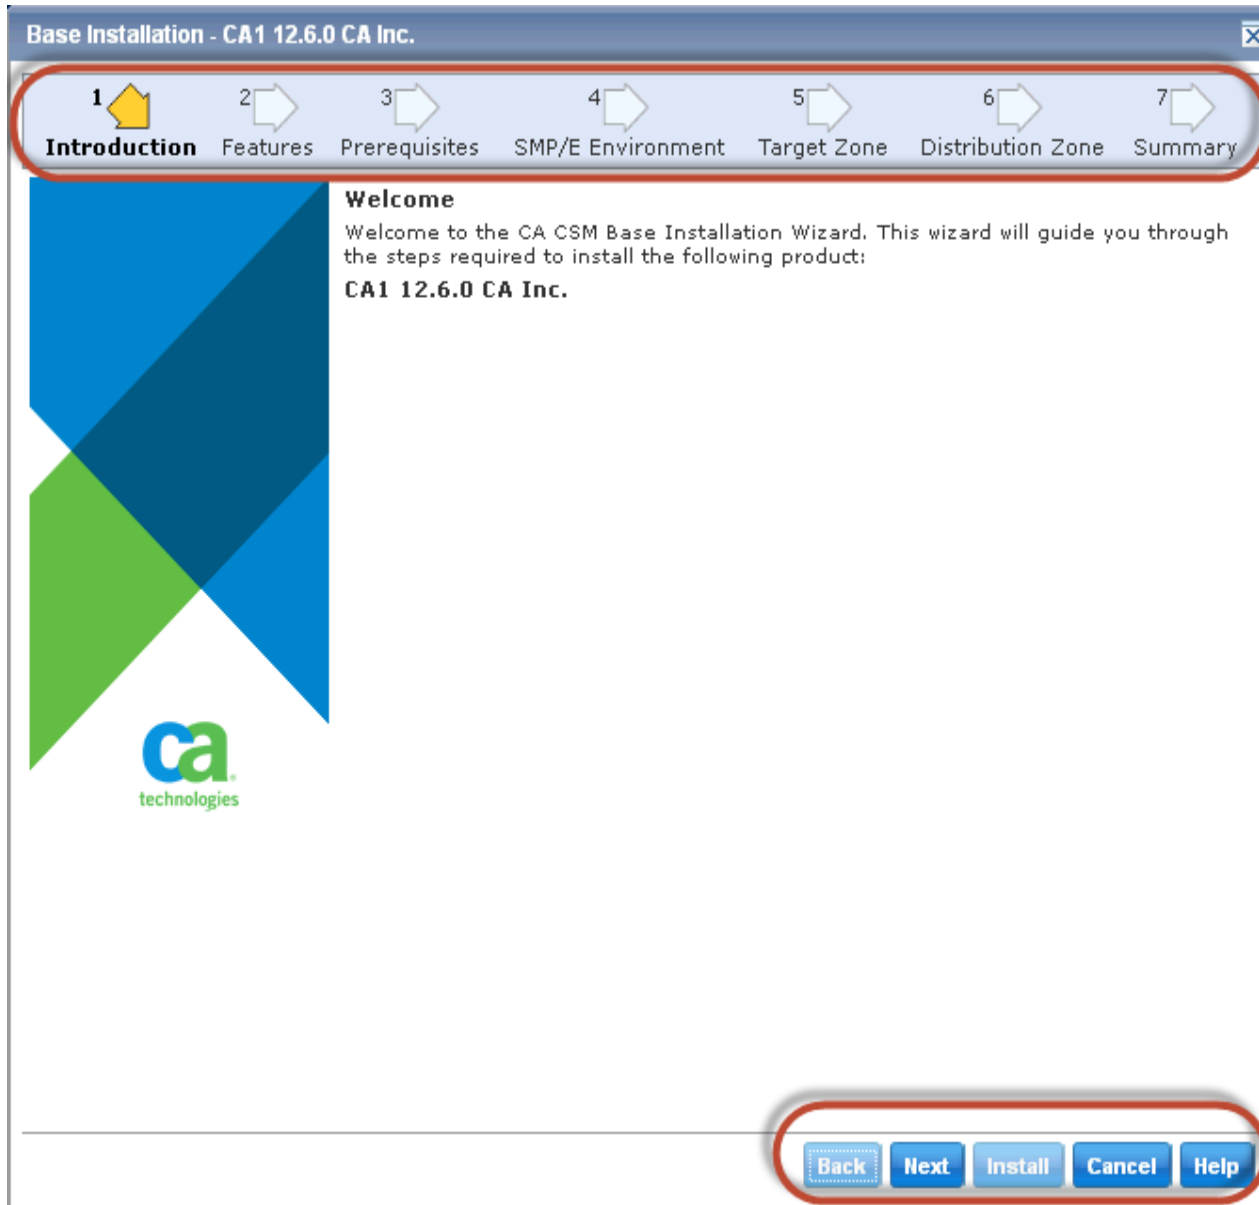 Base Installation - CA1 12.6.0 CA Inc.
1 2 3 4 5 6 7
Introduction Features Prerequisites SMP/E Environment Target Zone Distribution Zone Summary
Welcome
Welcome to the CA CSM Base Installation Wizard. This wizard will guide you through
the steps required to install the following product:
CA1 12.6.0 CA Inc.
ca
technologies
Back Next Install Cancel Help